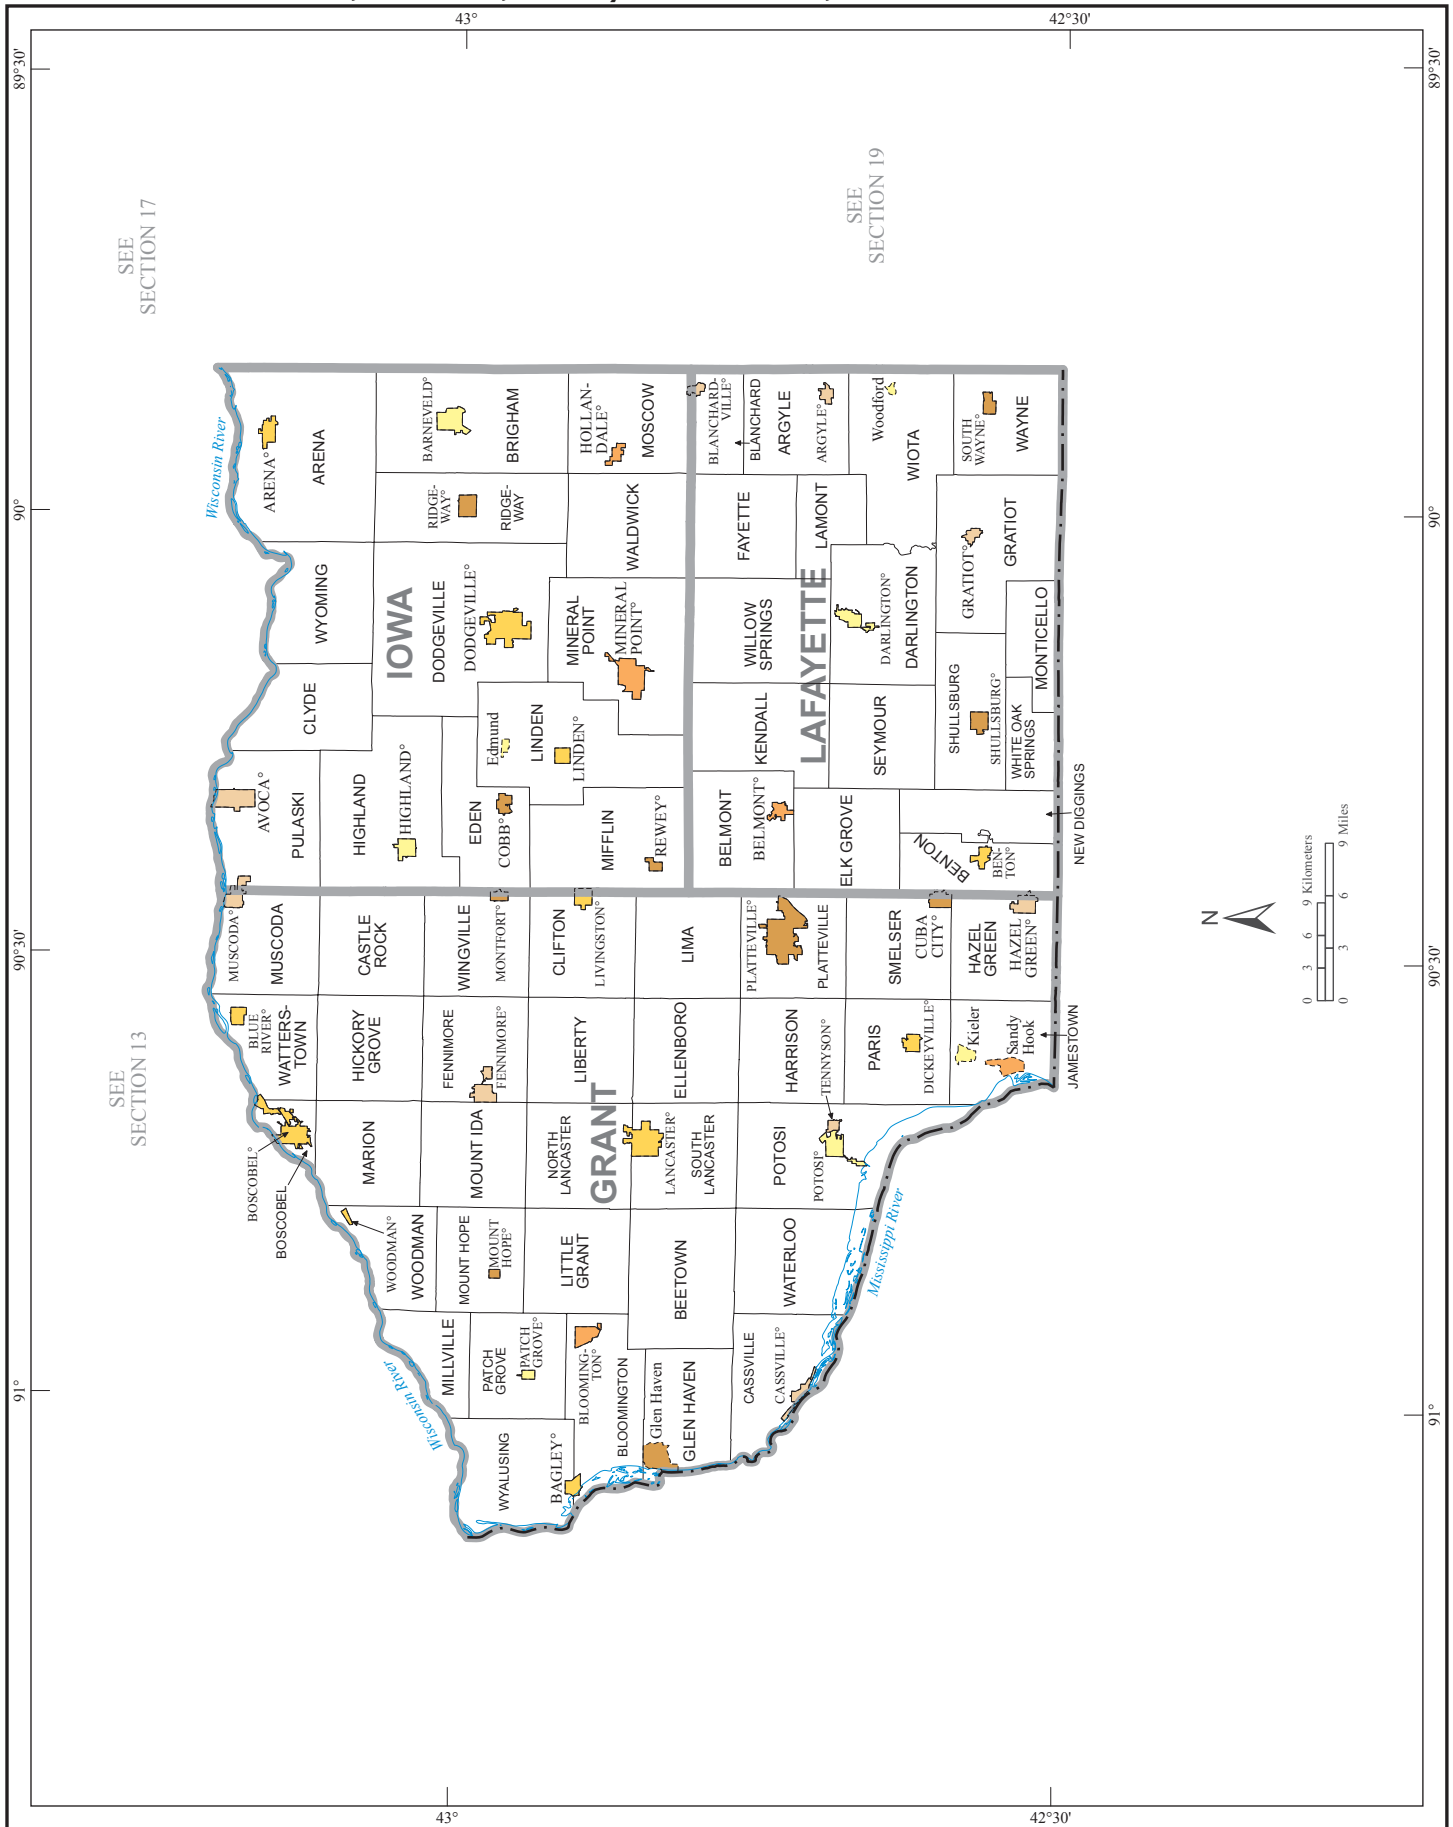 43°
42°30'
89°30'
89°30'
SEE
SECTION 17
SEE
SECTION 19
90°
90°
Wisconsin River
ARENA°
ARENA
BARNEVELD°
BRIGHAM
HOLLAN-
DALE°
MOSCOW
BLANCHARD-
VILLE°
BLANCHARD
ARGYLE
ARGYLE°
Woodford
WIOTA
SOUTH
WAYNE°
WAYNE
RIDGE-
WAY°
RIDGE-
WAY
WALDWICK
FAYETTE
LAMONT
GRATIOT°
GRATIOT
WYOMING
IOWA
DODGEVILLE
DODGEVILLE°
MINERAL
POINT
MINERAL
POINT°
WILLOW
SPRINGS
LAFAYETTE
DARLINGTON°
DARLINGTON
MONTICELLO
CLYDE
Edmund
LINDEN
LINDEN°
KENDALL
SEYMOUR
SHULLSBURG
SHULLSBURG°
WHITE OAK
SPRINGS
AVOCA°
PULASKI
HIGHLAND
HIGHLAND°
EDEN
COBB°
MIFFLIN
REWEY°
BELMONT
BELMONT°
ELK GROVE
BENTON
BEN-
TON°
NEW DIGGINGS
MUSCODA°
MUSCODA
CASTLE
ROCK
WINGVILLE
MONTFORT°
CLIFTON
LIVINGSTON°
LIMA
PLATTEVILLE°
PLATTEVILLE
SMELSER
CUBA
CITY°
HAZEL
GREEN
HAZEL
GREEN°
N
0 3 6 9 Kilometers
0 3 6 9 Miles
90°30'
90°30'
SEE
SECTION 13
BLUE
RIVER°
WATTERS-
TOWN
HICKORY
GROVE
FENNIMORE
FENNIMORE°
LIBERTY
ELLENBORO
HARRISON
TENNYSON°
PARIS
DICKEYVILLE°
Kieler
Sandy
Hook
JAMESTOWN
BOSCOBEL°
BOSCOBEL
MARION
MOUNT IDA
NORTH
LANCASTER
GRANT
LANCASTER°
SOUTH
LANCASTER
POTOSI
POTOSI°
WOODMAN°
WOODMAN
MOUNT HOPE
MOUNT
HOPE°
LITTLE
GRANT
BEETOWN
WATERLOO
Mississippi River
Wisconsin River
MILLVILLE
PATCH
GROVE
PATCH
GROVE°
BLOOMING-
TON°
BLOOMINGTON
Glen Haven
GLEN HAVEN
CASSVILLE
CASSVILLE°
91°
91°
WYALUSING
BAGLEY°
43°
42°30'